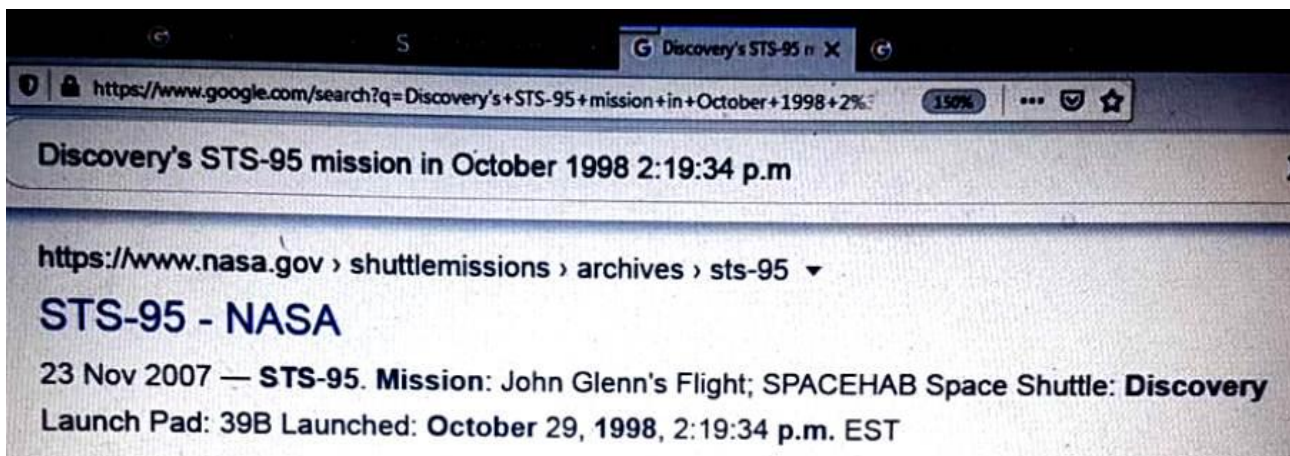 G
S
G Discovery's STS-95 n X
G
https://www.google.com/search?q=Discovery's+STS-95+mission+in+October+1998+2%
150%
Discovery's STS-95 mission in October 1998 2:19:34 p.m
https://www.nasa.gov › shuttlemissions › archives › sts-95
STS-95 - NASA
23 Nov 2007 — STS-95. Mission: John Glenn's Flight; SPACEHAB Space Shuttle: Discovery
Launch Pad: 39B Launched: October 29, 1998, 2:19:34 p.m. EST